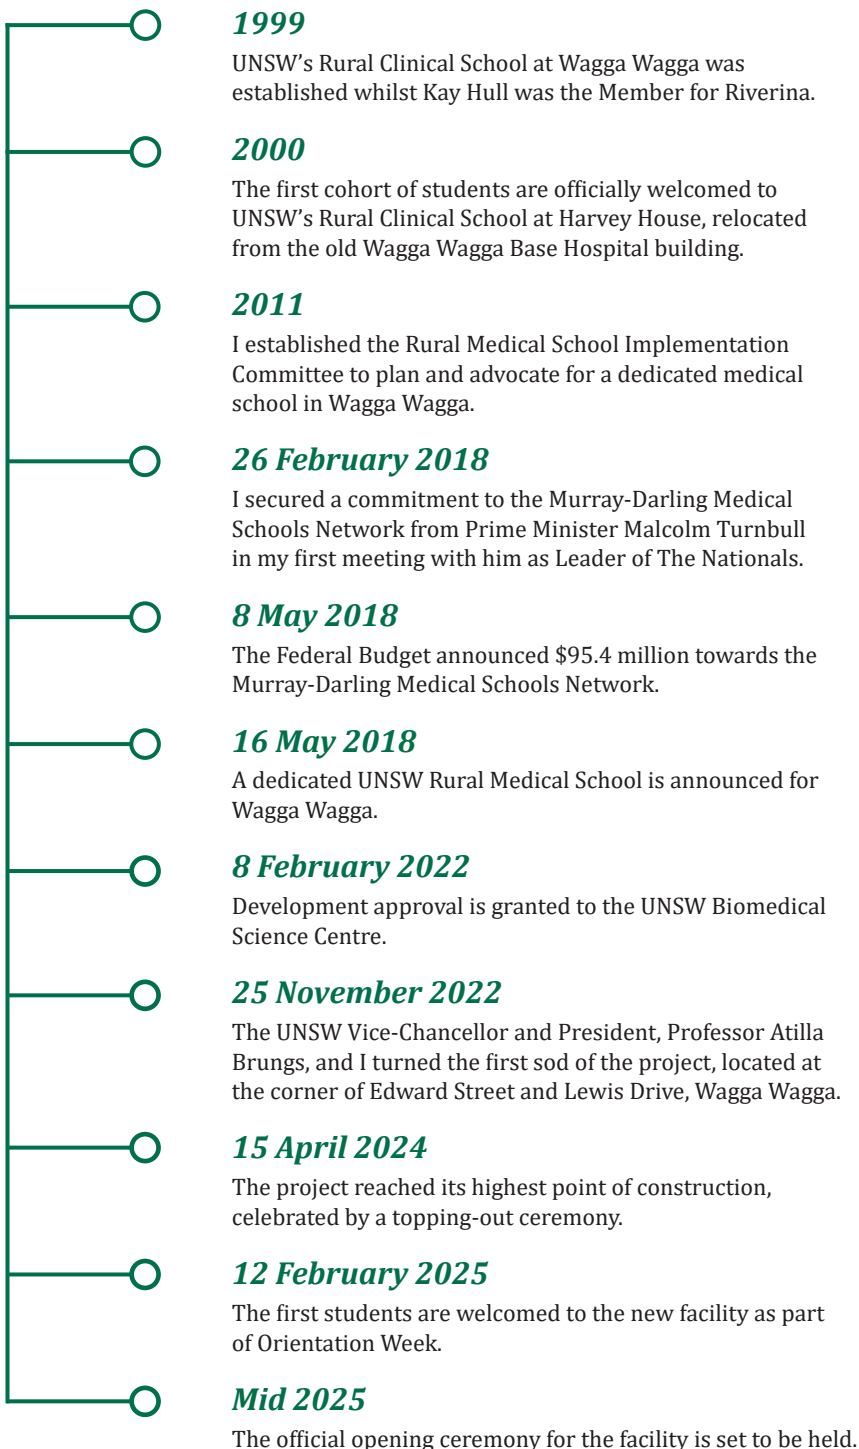 1999
UNSW’s Rural Clinical School at Wagga Wagga was
established whilst Kay Hull was the Member for Riverina.
2000
The first cohort of students are officially welcomed to
UNSW’s Rural Clinical School at Harvey House, relocated
from the old Wagga Wagga Base Hospital building.
2011
I established the Rural Medical School Implementation
Committee to plan and advocate for a dedicated medical
school in Wagga Wagga.
26 February 2018
I secured a commitment to the Murray-Darling Medical
Schools Network from Prime Minister Malcolm Turnbull
in my first meeting with him as Leader of The Nationals.
8 May 2018
The Federal Budget announced $95.4 million towards the
Murray-Darling Medical Schools Network.
16 May 2018
A dedicated UNSW Rural Medical School is announced for
Wagga Wagga.
8 February 2022
Development approval is granted to the UNSW Biomedical
Science Centre.
25 November 2022
The UNSW Vice-Chancellor and President, Professor Atilla
Brungs, and I turned the first sod of the project, located at
the corner of Edward Street and Lewis Drive, Wagga Wagga.
15 April 2024
The project reached its highest point of construction,
celebrated by a topping-out ceremony.
12 February 2025
The first students are welcomed to the new facility as part
of Orientation Week.
Mid 2025
The official opening ceremony for the facility is set to be held.